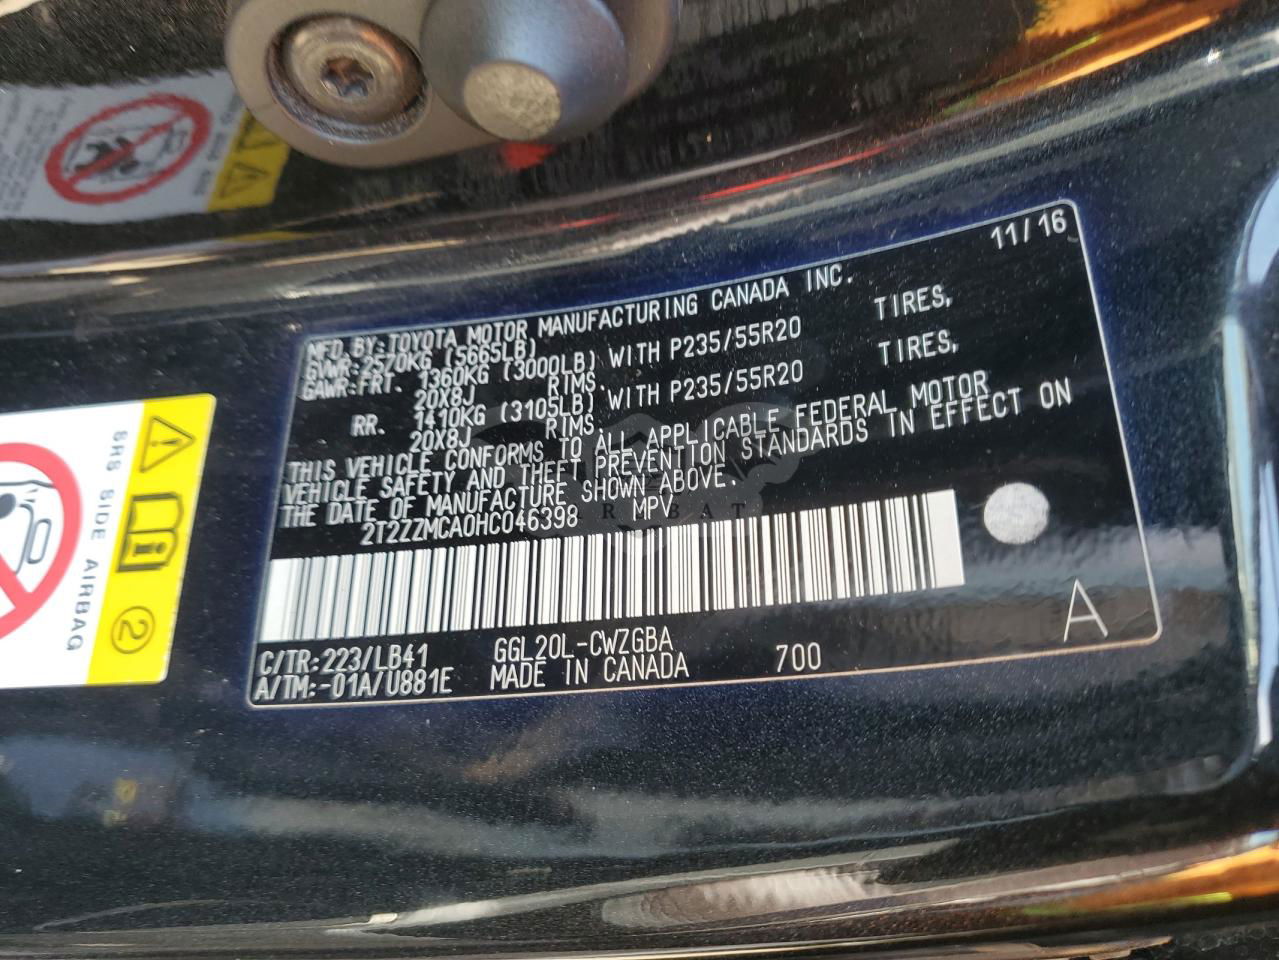 11/16
MFD BY: TOYOTA MOTOR MANUFACTURING CANADA INC.
GVWR: 2570KG (5665LB)
GAWR: FRT. 1360KG (3000LB) WITH P235/55R20 TIRES,
20X8J RIMS.
RR. 1410KG (3105LB) WITH P235/55R20 TIRES,
20X8J RIMS.
THIS VEHICLE CONFORMS TO ALL APPLICABLE FEDERAL MOTOR
VEHICLE SAFETY AND THEFT PREVENTION STANDARDS IN EFFECT ON
THE DATE OF MANUFACTURE SHOWN ABOVE.
2T2ZZMCA0HC046398 MPV
C/TR: 223/LB41 GGL20L-CWZGBA
A/TM: -01A/U881E MADE IN CANADA 700
A
SRS SIDE AIRBAG
2